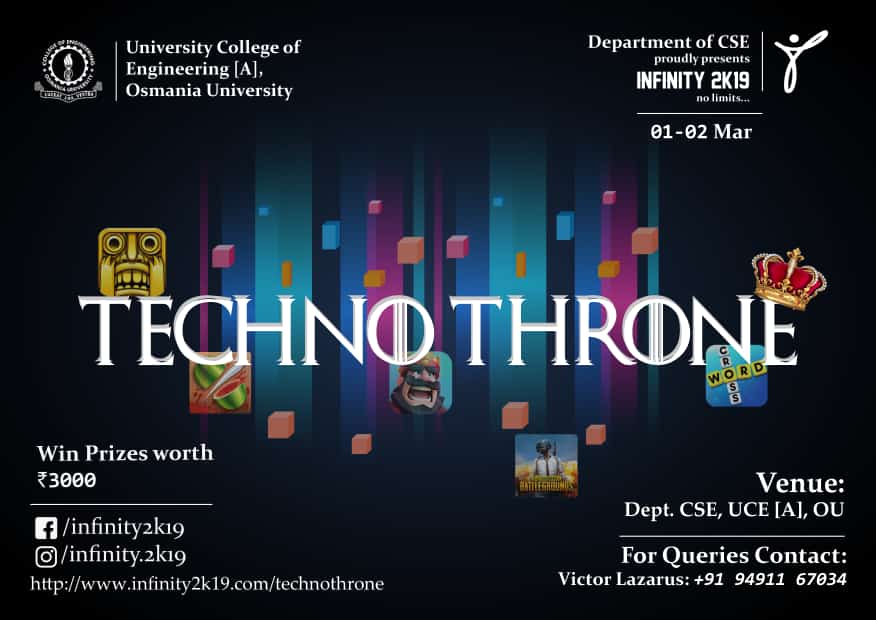 University College of
Engineering [A],
Osmania University
Department of CSE
proudly presents
INFINITY 2K19
no limits...
01-02 Mar
TECHNO THRONE
CROSS
WORD
BATTLEGROUNDS
Win Prizes worth
₹3000
/infinity2k19
/infinity.2k19
http://www.infinity2k19.com/technothrone
Venue:
Dept. CSE, UCE [A], OU
For Queries Contact:
Victor Lazarus: +91 94911 67034